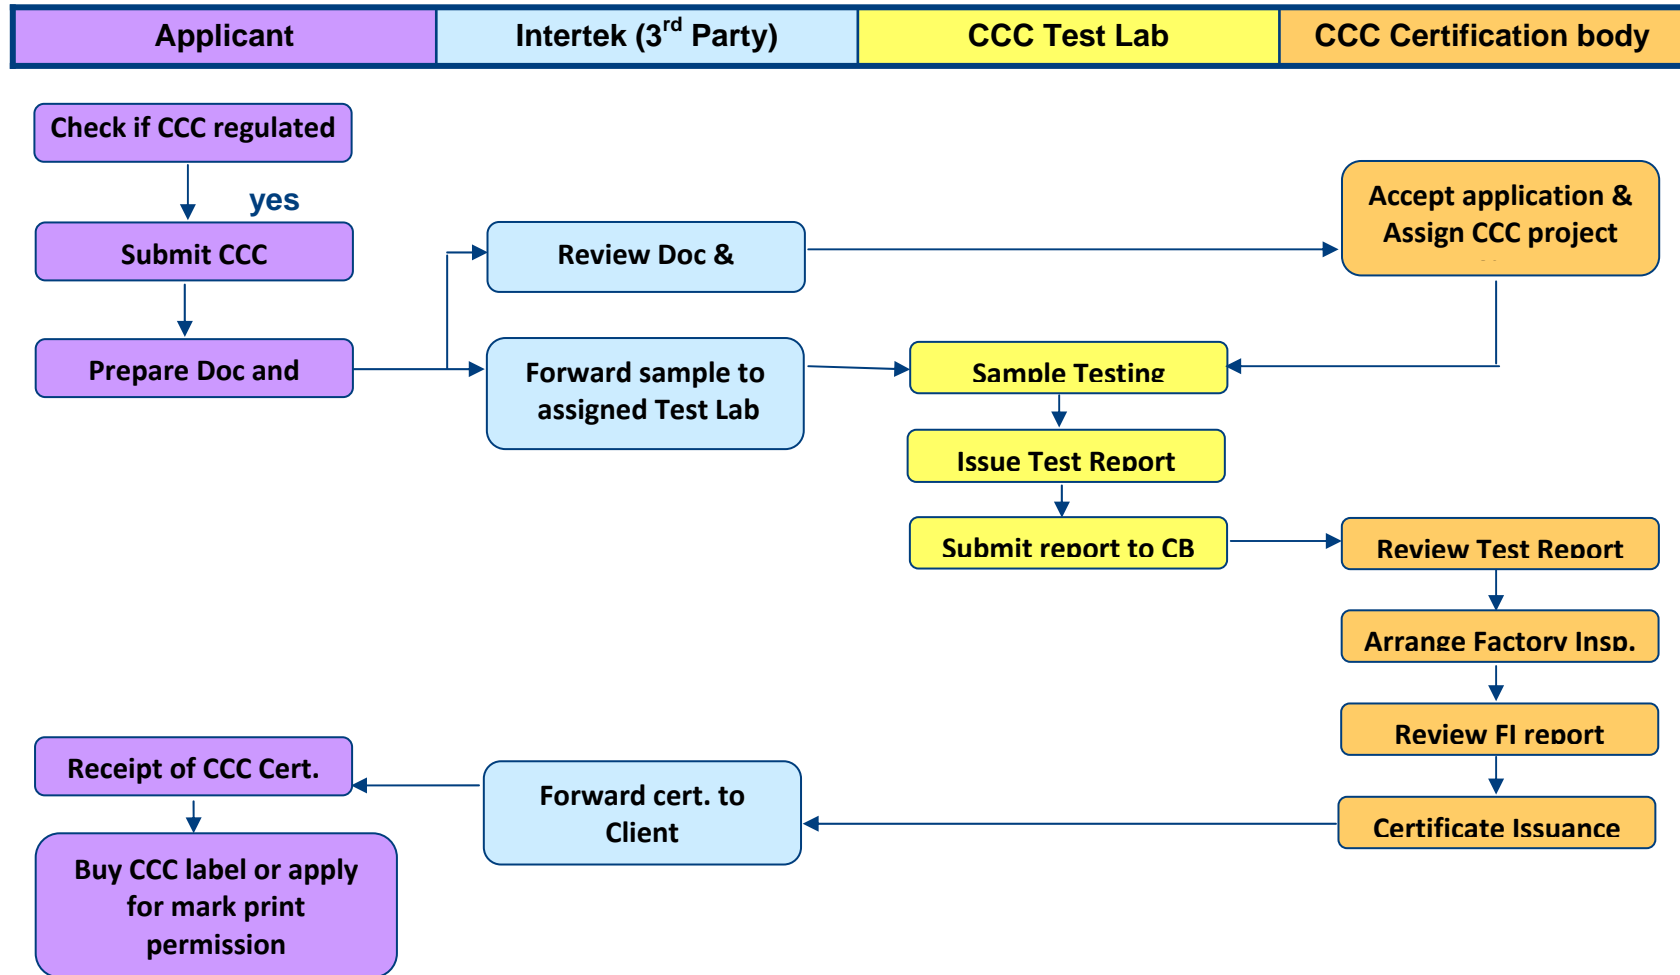 Applicant
Intertek (3rd Party)
CCC Test Lab
CCC Certification body
Check if CCC regulated
yes
Submit CCC
Prepare Doc and
Review Doc &
Forward sample to
assigned Test Lab
Accept application &
Assign CCC project
Sample Testing
Issue Test Report
Submit report to CB
Review Test Report
Arrange Factory Insp.
Review FI report
Certificate Issuance
Forward cert. to
Client
Receipt of CCC Cert.
Buy CCC label or apply
for mark print
permission